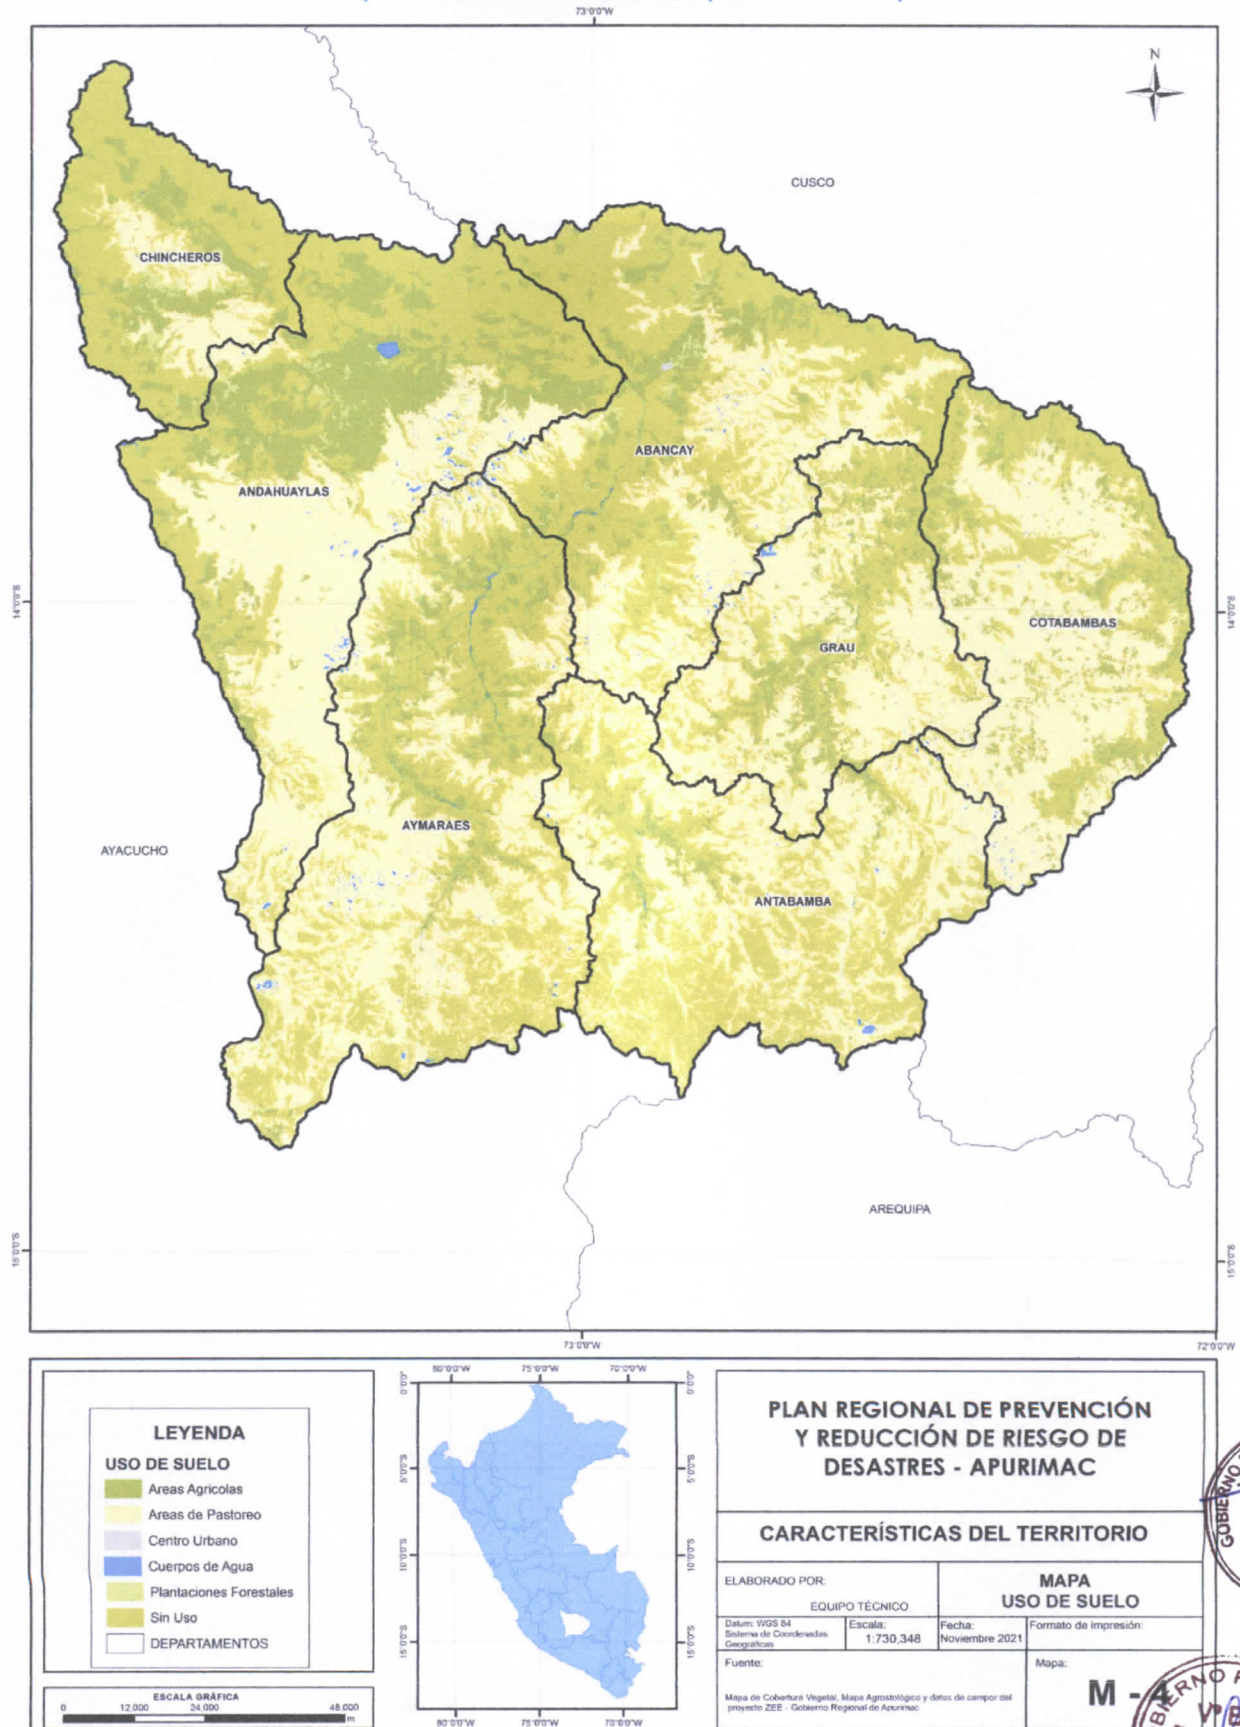 73°0'0"W
N
CUSCO
CHINCHEROS
ABANCAY
ANDAHUAYLAS
14°0'0"S
14°0'0"S
COTABAMBAS
GRAU
AYMARAES
AYACUCHO
ANTABAMBA
AREQUIPA
15°0'0"S
15°0'0"S
73°0'0"W
72°0'0"W
LEYENDA
USO DE SUELO
Areas Agricolas
Areas de Pastoreo
Centro Urbano
Cuerpos de Agua
Plantaciones Forestales
Sin Uso
DEPARTAMENTOS
ESCALA GRÁFICA
0 12,000 24,000 48,000
m
80°0'0"W 75°0'0"W 70°0'0"W
0°0'0" 0°0'0"
5°0'0"S 5°0'0"S
10°0'0"S 10°0'0"S
15°0'0"S 15°0'0"S
80°0'0"W 75°0'0"W 70°0'0"W
PLAN REGIONAL DE PREVENCIÓN
Y REDUCCIÓN DE RIESGO DE
DESASTRES - APURIMAC
CARACTERÍSTICAS DEL TERRITORIO
ELABORADO POR:
EQUIPO TÉCNICO
MAPA
USO DE SUELO
Datum: WGS 84
Sistema de Coordenadas
Geográficas
Escala:
1:730,348
Fecha:
Noviembre 2021
Formato de impresión:
Fuente:
Mapa de Cobertura Vegetal, Mapa Agrostológico y datos de campor del
proyecto ZEE - Gobierno Regional de Apurimac
Mapa:
M - 4
GOBIERNO